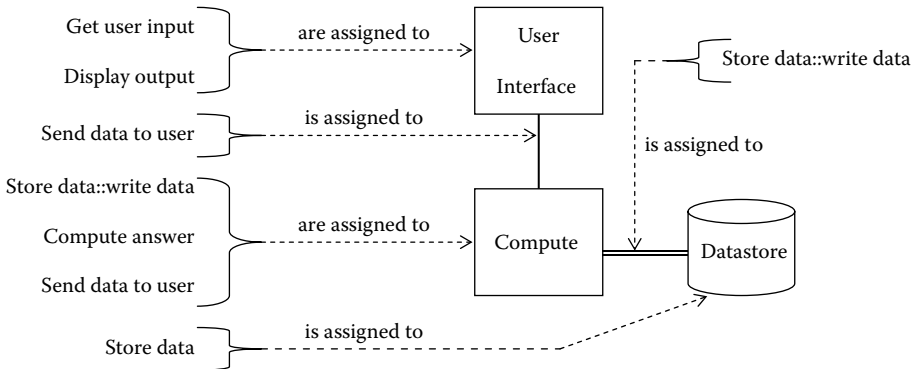 Get user input
are assigned to
User
Interface
Display output
Store data::write data
Send data to user
is assigned to
is assigned to
Store data::write data
Compute answer
Send data to user
are assigned to
Compute
Datastore
Store data
is assigned to